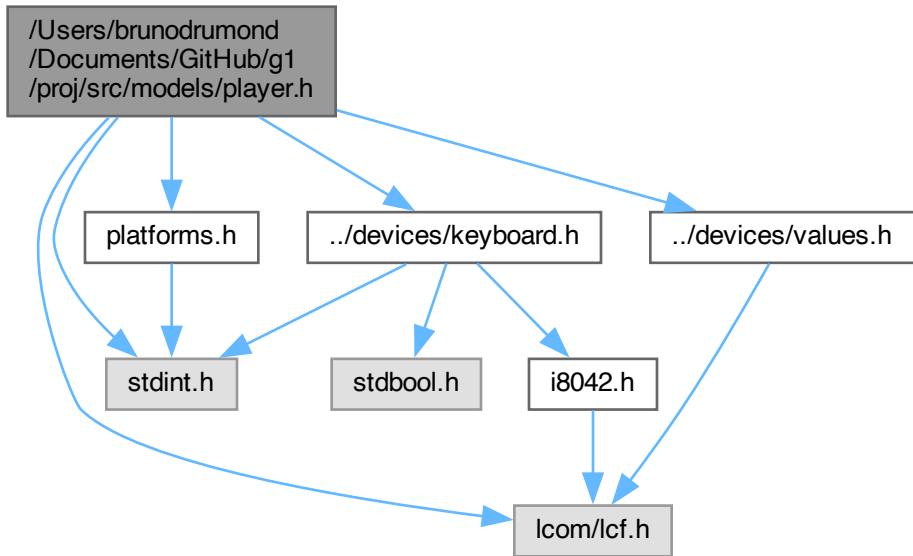 /Users/brunodrumond
/Documents/GitHub/g1
/proj/src/models/player.h
platforms.h
../devices/keyboard.h
../devices/values.h
stdint.h
stdbool.h
i8042.h
lcom/lcf.h